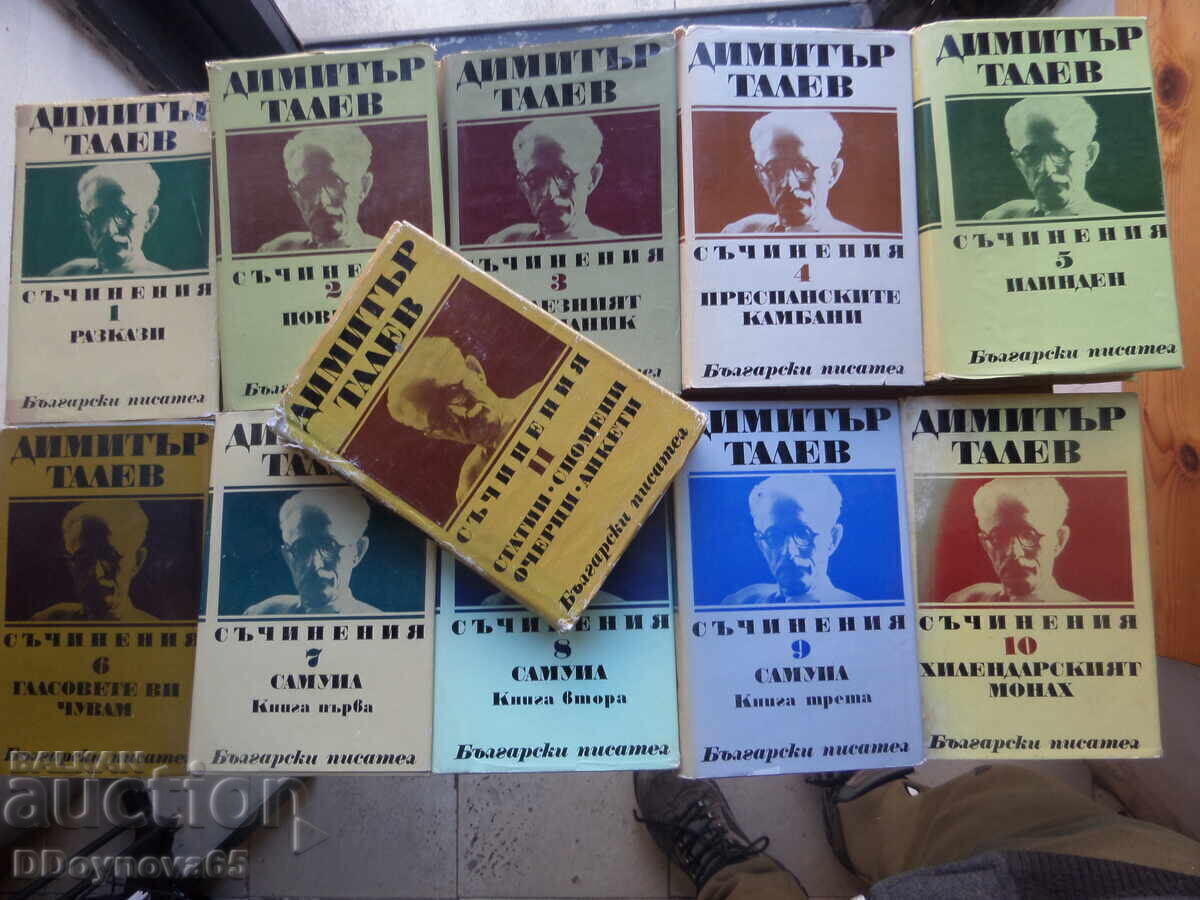 ДИМИТЪР
ТАЛЕВ
СЪЧИНЕНИЯ
1
РАЗКАЗИ
Български писател
ДИМИТЪР
ТАЛЕВ
2
ДИМИТЪР
ТАЛЕВ
СЪЧИНЕНИЯ
3
ДИМИТЪР
ТАЛЕВ
СЪЧИНЕНИЯ
4
ПРЕСПАНСКИТЕ
КАМБАНИ
Български писател
ДИМИТЪР
ТАЛЕВ
СЪЧИНЕНИЯ
5
ИЛИНДЕН
Български писател
ДИМИТЪР
ТАЛЕВ
СЪЧИНЕНИЯ
11
СТАТИИ • СПОМЕНИ
ОЧЕРЦИ • АНКЕТИ
Български писател
ДИМИТЪР
ТАЛЕВ
СЪЧИНЕНИЯ
6
ГЛАСОВЕТЕ ВИ
ЧУВАМ
Български писател
СЪЧИНЕНИЯ
7
САМУИЛ
Книга първа
Български писател
СЪЧИНЕНИЯ
8
САМУИЛ
Книга втора
Български писател
ДИМИТЪР
ТАЛЕВ
СЪЧИНЕНИЯ
9
САМУИЛ
Книга трета
Български писател
ДИМИТЪР
ТАЛЕВ
СЪЧИНЕНИЯ
10
ХИЛЕНДАРСКИЯТ
МОНАХ
Български писател
BALKAN
auction
DDoynova65